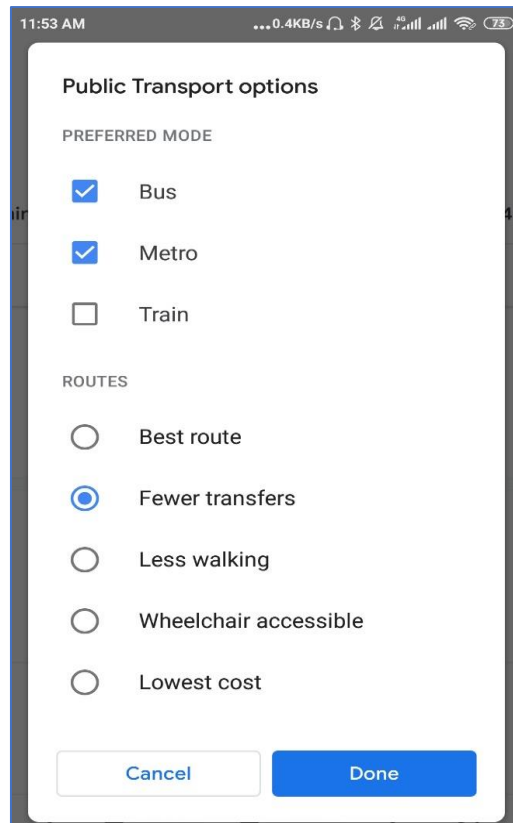 11:53 AM ...0.4KB/s 4G 73
Public Transport options
PREFERRED MODE
Bus
Metro
Train
ROUTES
Best route
Fewer transfers
Less walking
Wheelchair accessible
Lowest cost
Cancel Done